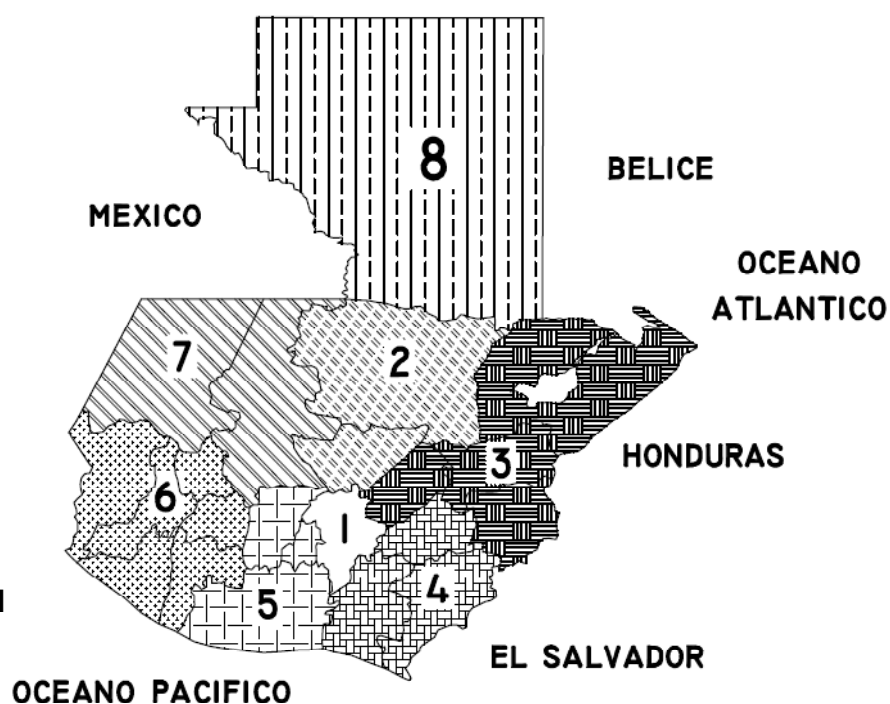 8
BELICE
MEXICO
OCEANO
ATLANTICO
7
2
3
HONDURAS
6
1
5
4
EL SALVADOR
OCEANO PACIFICO